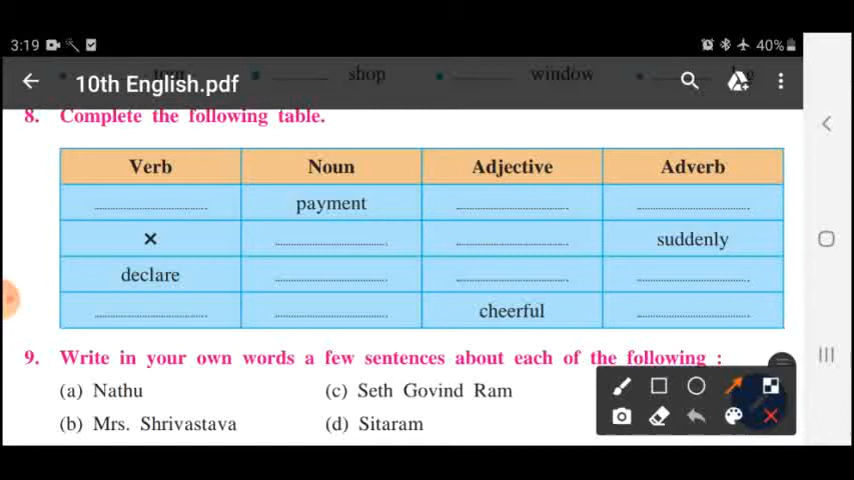 3:19 40%
shop window
10th English.pdf
8. Complete the following table.
Verb Noun Adjective Adverb
.............................. payment .............................. ..............................
× .............................. .............................. suddenly
declare .............................. .............................. ..............................
.............................. .............................. cheerful ..............................
9. Write in your own words a few sentences about each of the following :
(a) Nathu (c) Seth Govind Ram
(b) Mrs. Shrivastava (d) Sitaram